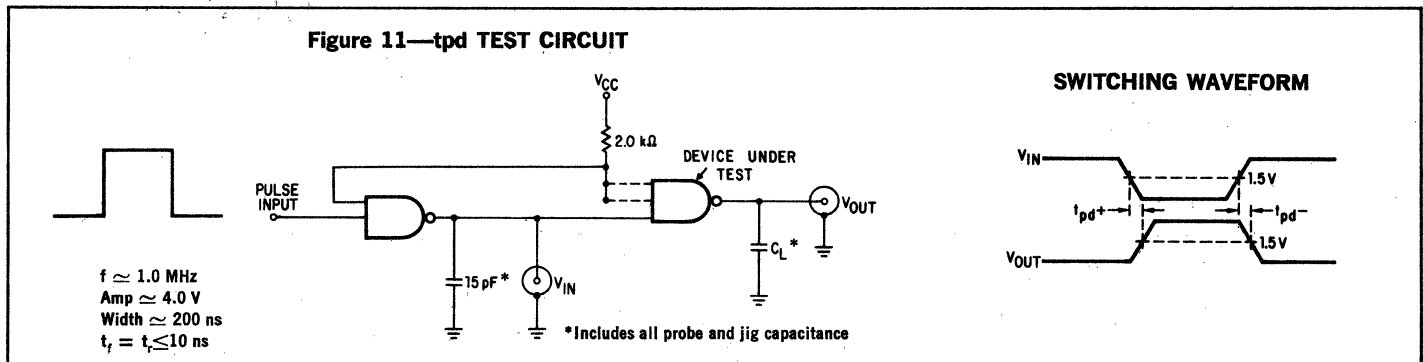 Figure 11—tpd TEST CIRCUIT
VCC
2.0 kΩ
DEVICE UNDER
TEST
PULSE
INPUT
VOUT
CL*
15 pF*
VIN
*Includes all probe and jig capacitance
f ≃ 1.0 MHz
Amp ≃ 4.0 V
Width ≃ 200 ns
tf = tr≤10 ns
SWITCHING WAVEFORM
VIN
1.5 V
tpd+
tpd−
1.5 V
VOUT